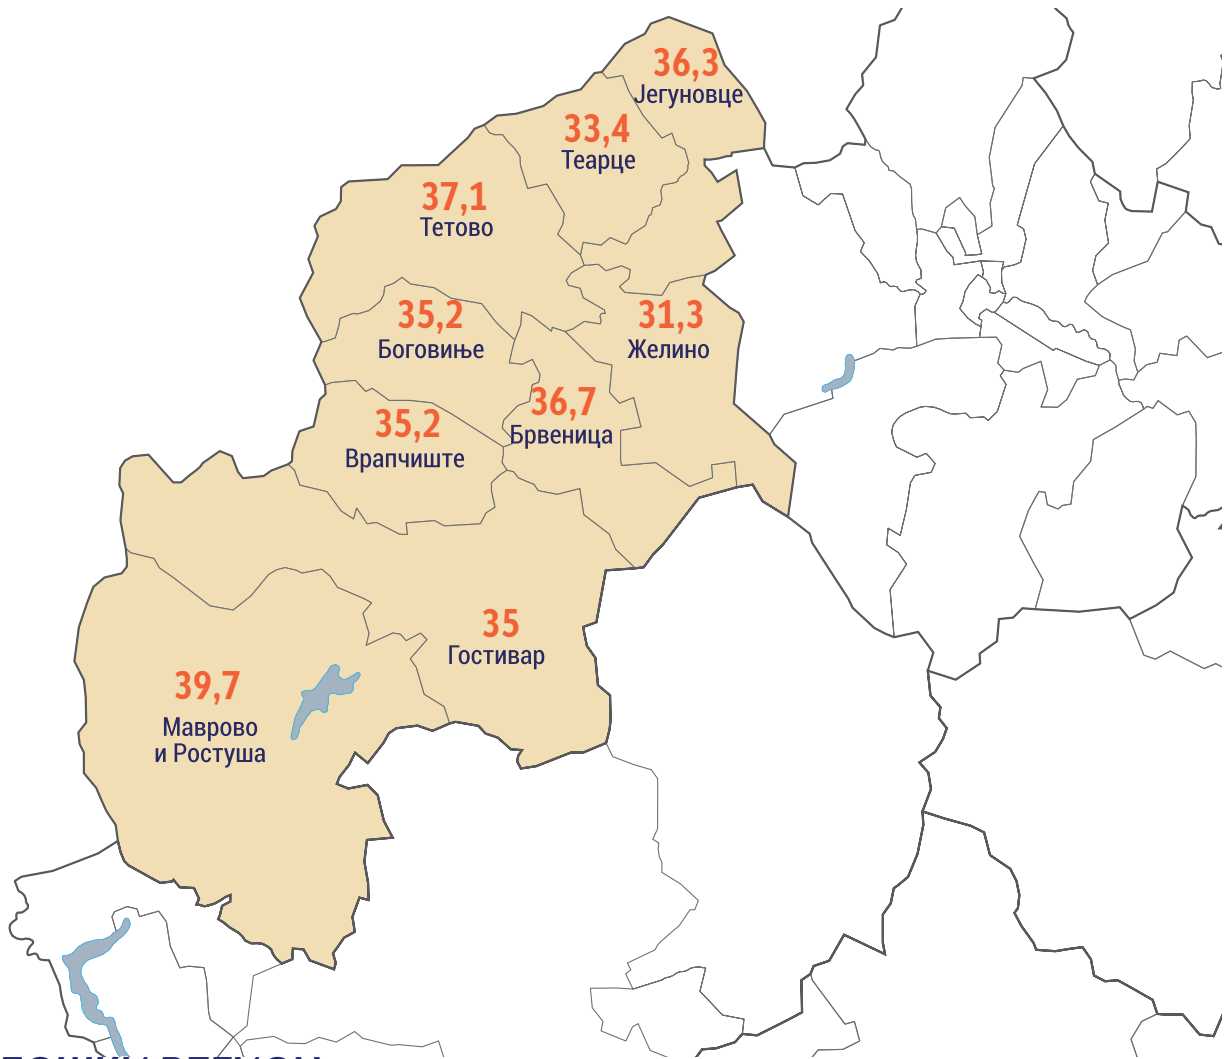 36,3
Јегуновце
33,4
Теарце
37,1
Тетово
35,2
Боговиње
31,3
Желино
36,7
Брвеница
35,2
Врапчиште
35
Гостивар
39,7
Маврово
и Ростуша